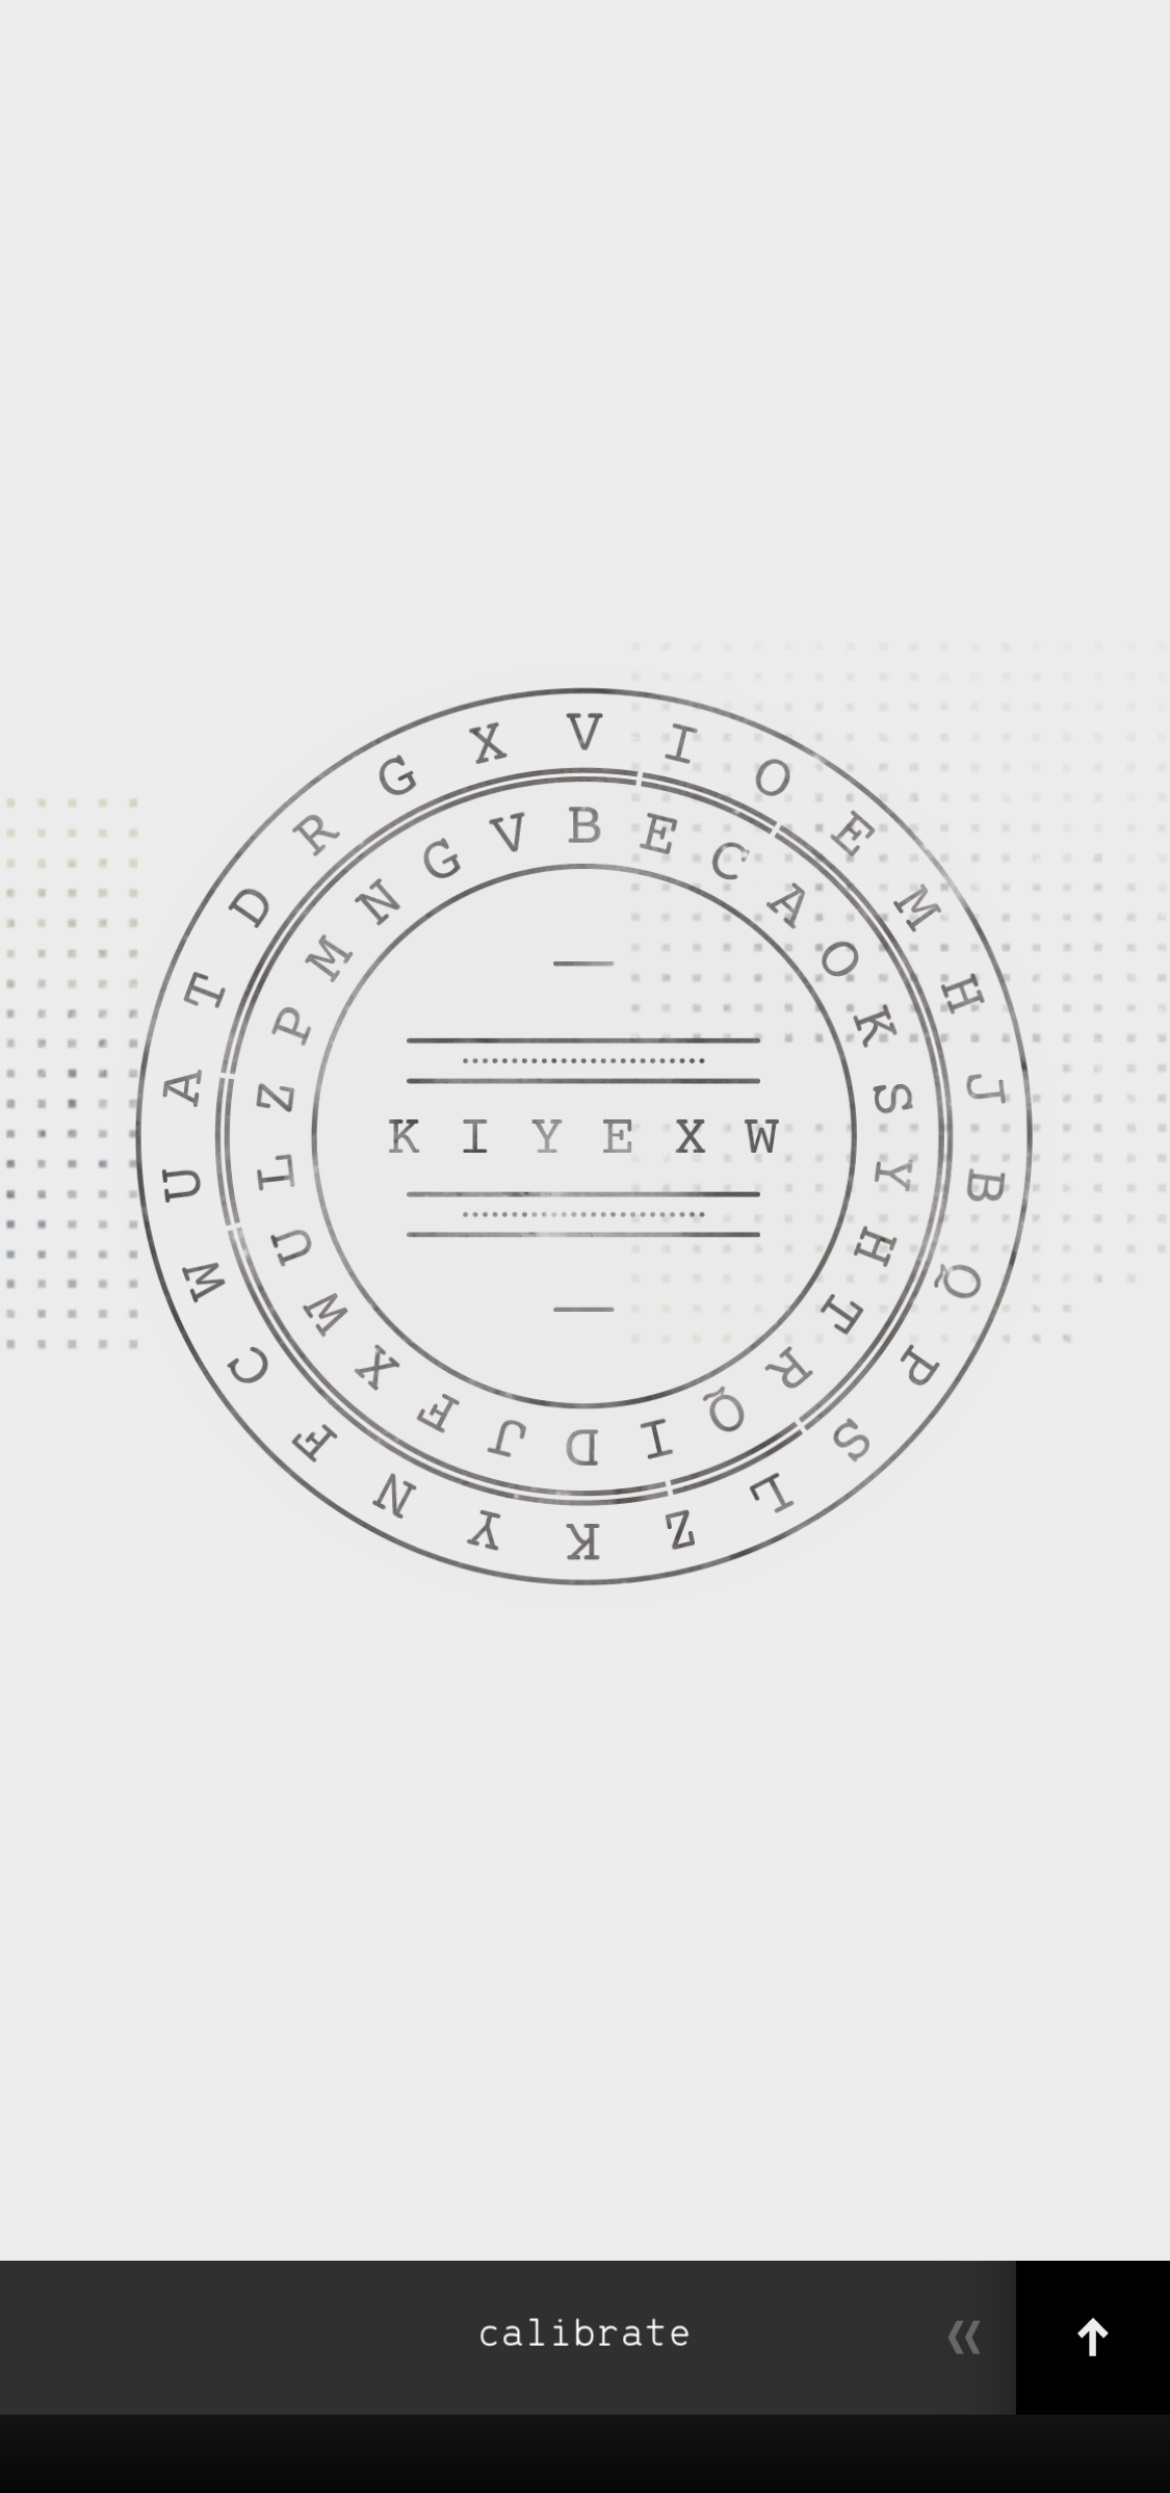 V I O E M H J B Q P S L Z K Y N F C W U A T D R G X
B E C A O K S Y H T R Q I D J F X W U L Z P M N G V
K I Y E X W
calibrate